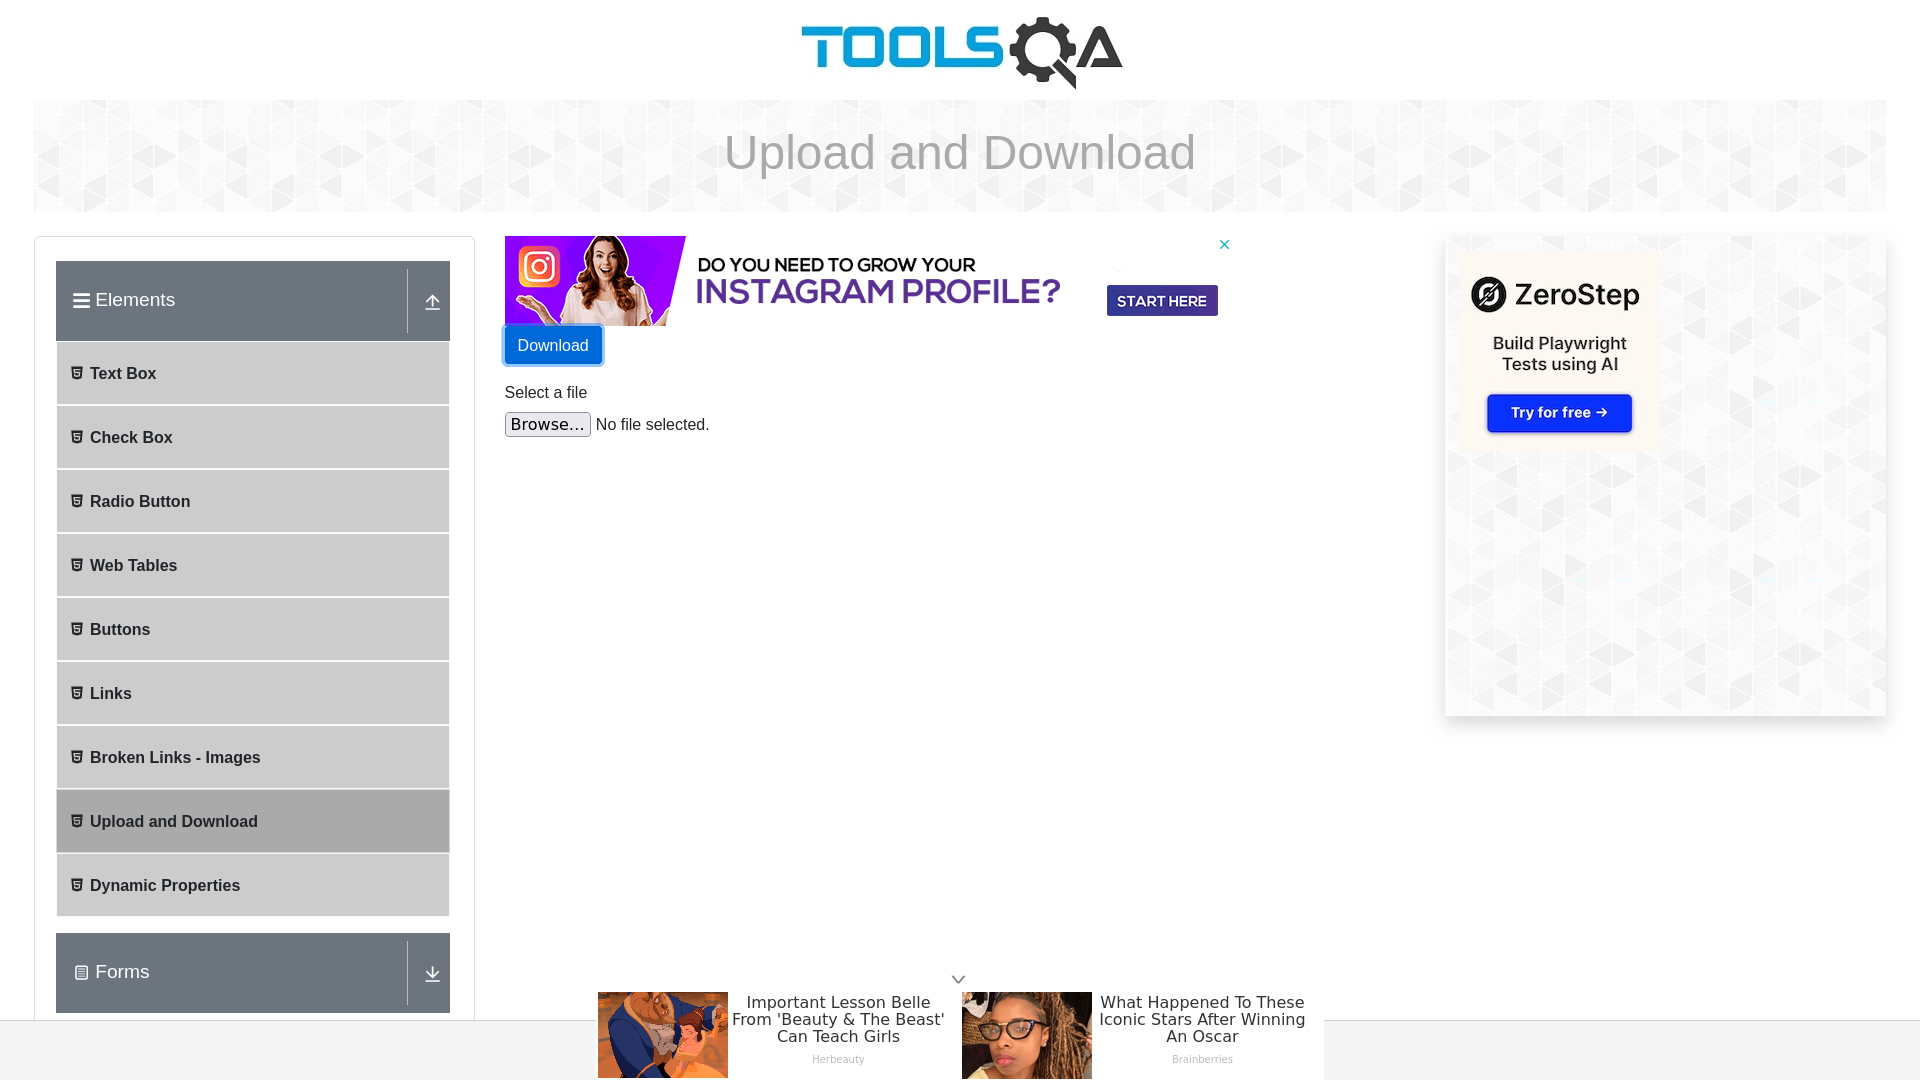 TOOLSQA
Upload and Download
Elements
Text Box
Check Box
Radio Button
Web Tables
Buttons
Links
Broken Links - Images
Upload and Download
Dynamic Properties
Forms
DO YOU NEED TO GROW YOUR
INSTAGRAM PROFILE?
START HERE
Download
Select a file
Browse... No file selected.
ZeroStep
Build Playwright
Tests using AI
Try for free →
Important Lesson Belle
From 'Beauty & The Beast'
Can Teach Girls
Herbeauty
What Happened To These
Iconic Stars After Winning
An Oscar
Brainberries